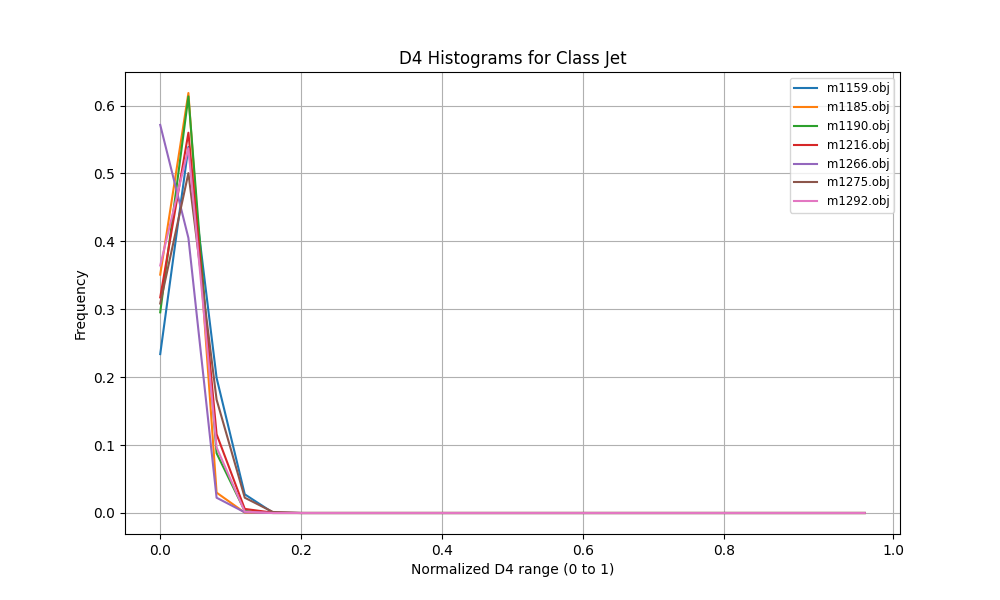 D4 Histograms for Class Jet
Frequency
0.6
0.5
0.4
0.3
0.2
0.1
0.0
m1159.obj
m1185.obj
m1190.obj
m1216.obj
m1266.obj
m1275.obj
m1292.obj
0.0 0.2 0.4 0.6 0.8 1.0
Normalized D4 range (0 to 1)